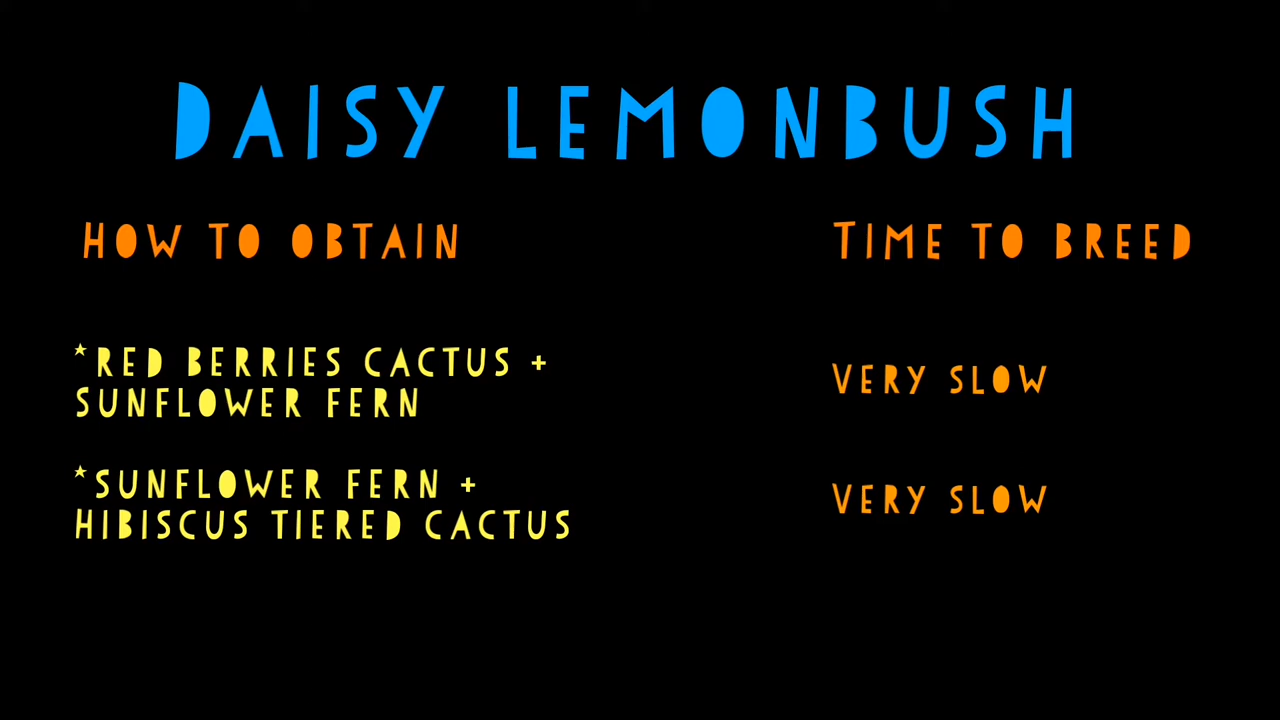 DAISY LEMONBUSH
HOW TO OBTAIN
TIME TO BREED
*RED BERRIES CACTUS +
SUNFLOWER FERN
VERY SLOW
*SUNFLOWER FERN +
HIBISCUS TIERED CACTUS
VERY SLOW